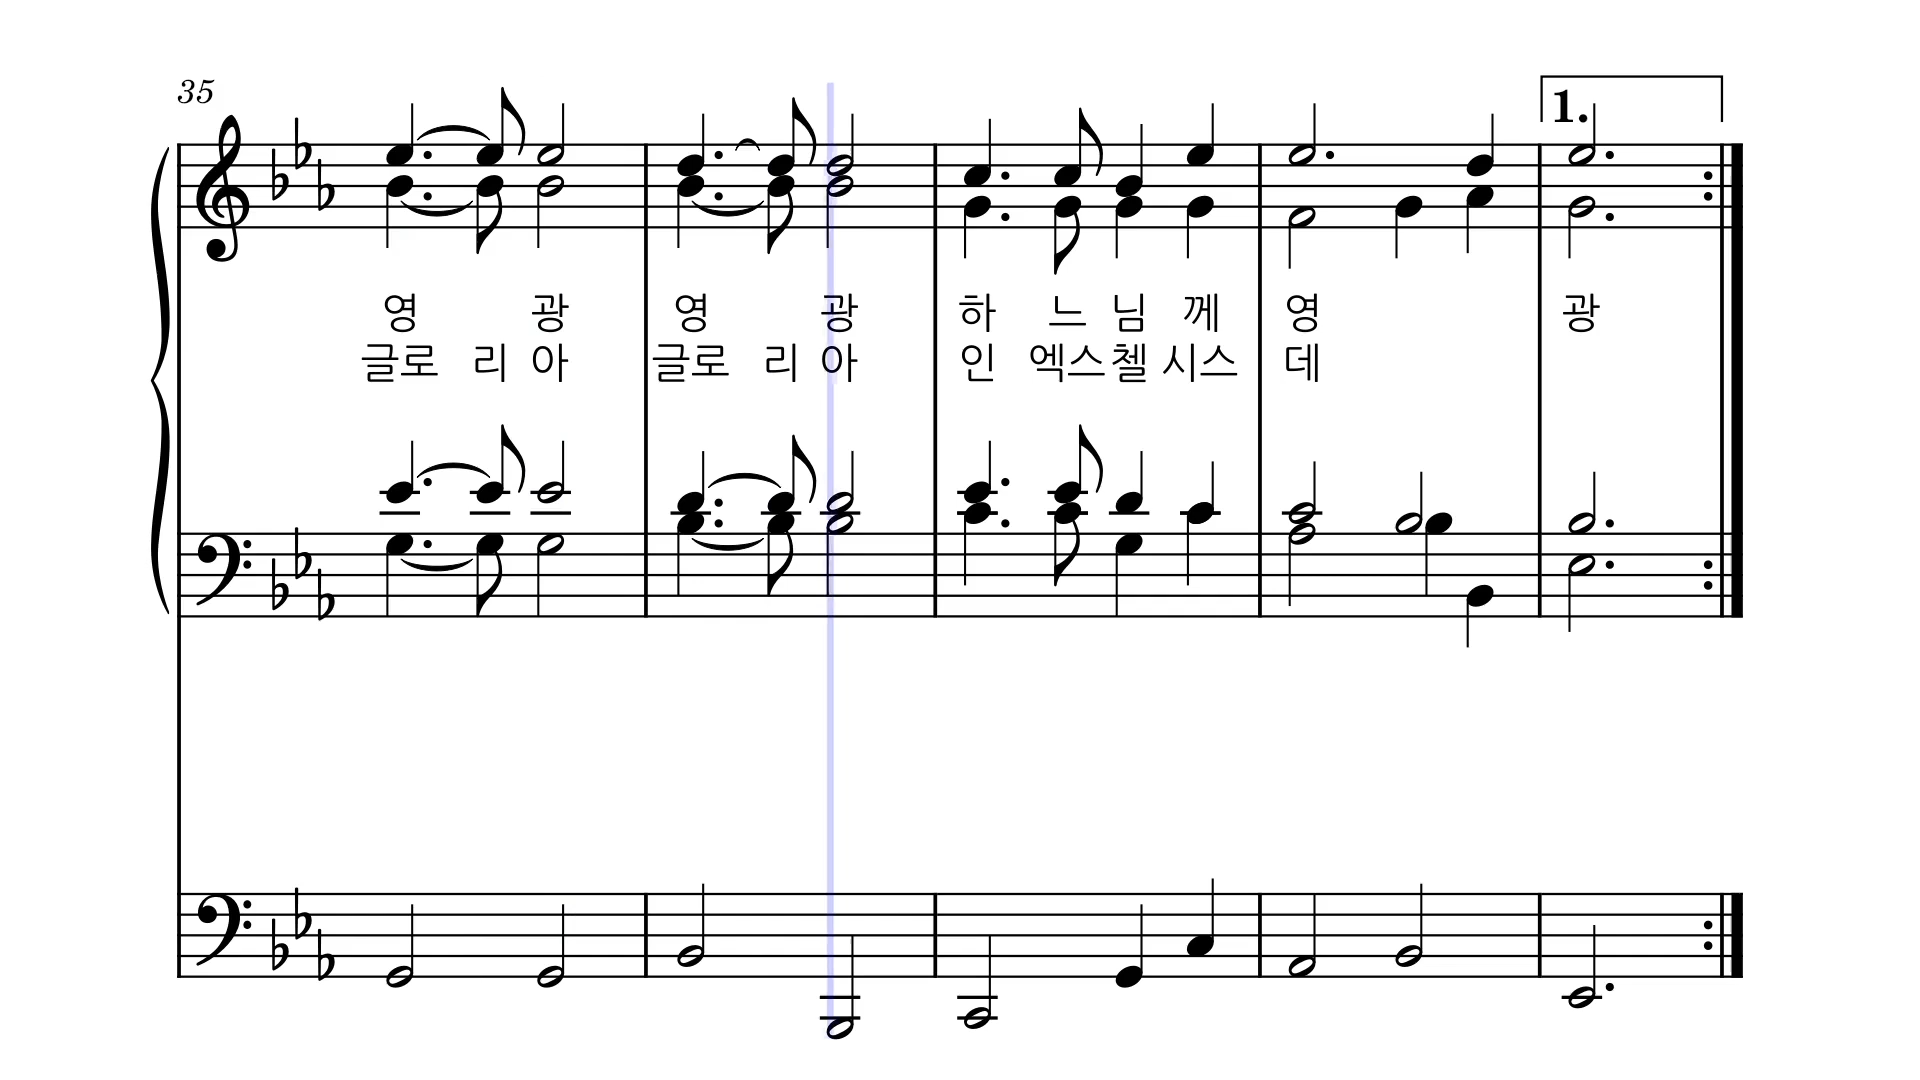 35
1.
영 광 영 광 하 느 님 께 영 광
글로 리 아 글로 리 아 인 엑스 첼 시스 데